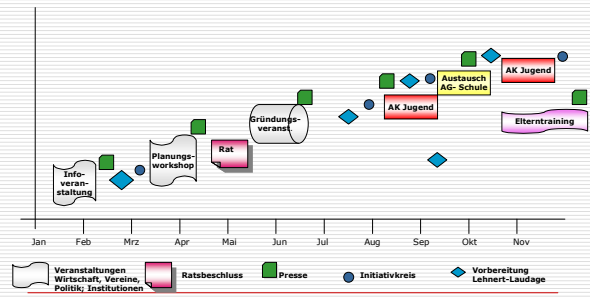 Austausch
AG- Schule
AK Jugend
AK Jugend
Elterntraining
Gründungs-
veranst.
Rat
Planungs-
workshop
Info-
veran-
staltung
Jan Feb Mrz Apr Mai Jun Jul Aug Sep Okt Nov
Veranstaltungen
Wirtschaft, Vereine,
Politik; Institutionen
Ratsbeschluss
Presse
Initiativkreis
Vorbereitung
Lehnert-Laudage